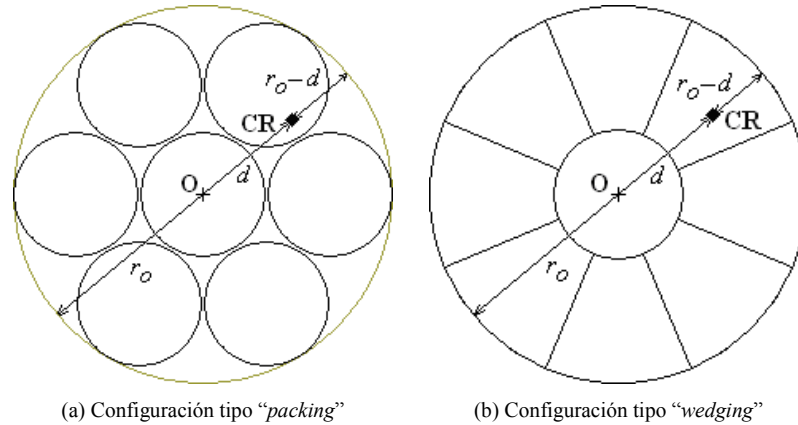 r_O–d
CR
O
d
r_O
(a) Configuración tipo “packing”
r_O–d
CR
O
d
r_O
(b) Configuración tipo “wedging”